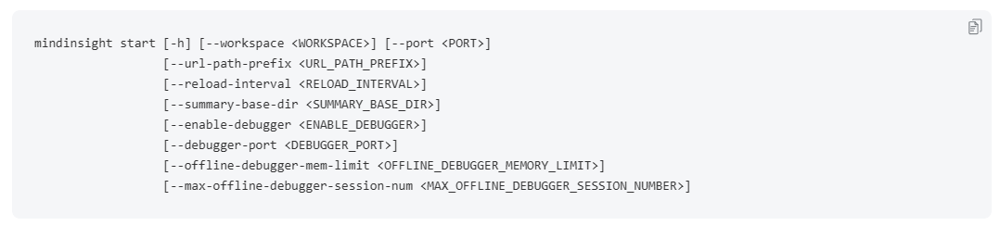 mindinsight start [-h] [--workspace <WORKSPACE>] [--port <PORT>]
[--url-path-prefix <URL_PATH_PREFIX>]
[--reload-interval <RELOAD_INTERVAL>]
[--summary-base-dir <SUMMARY_BASE_DIR>]
[--enable-debugger <ENABLE_DEBUGGER>]
[--debugger-port <DEBUGGER_PORT>]
[--offline-debugger-mem-limit <OFFLINE_DEBUGGER_MEMORY_LIMIT>]
[--max-offline-debugger-session-num <MAX_OFFLINE_DEBUGGER_SESSION_NUMBER>]